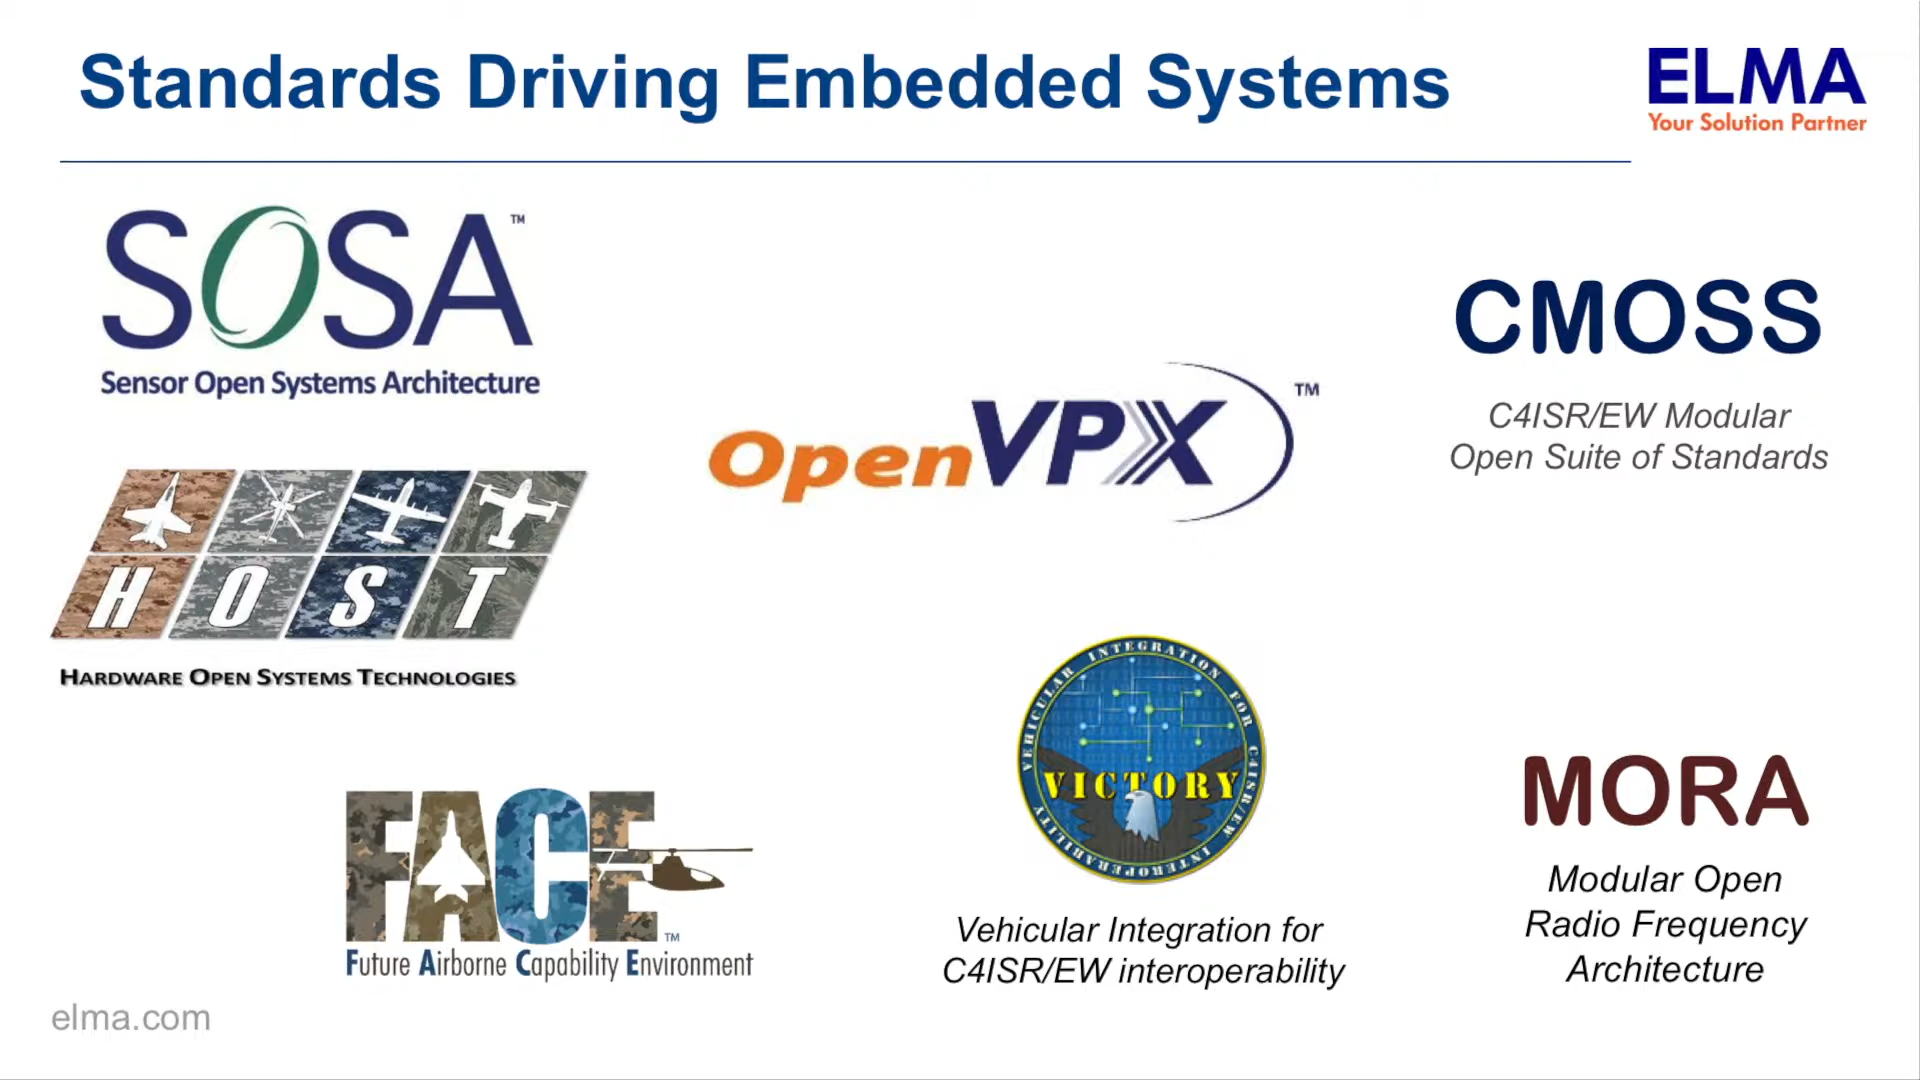 Standards Driving Embedded Systems
ELMA
Your Solution Partner
SOSA™
Sensor Open Systems Architecture
CMOSS
C4ISR/EW Modular
Open Suite of Standards
OpenVPX™
HOST
HARDWARE OPEN SYSTEMS TECHNOLOGIES
VEHICULAR INTEGRATION FOR C4ISR/EW INTEROPERABILITY
VICTORY
Vehicular Integration for
C4ISR/EW interoperability
MORA
Modular Open
Radio Frequency
Architecture
FACE™
Future Airborne Capability Environment
elma.com